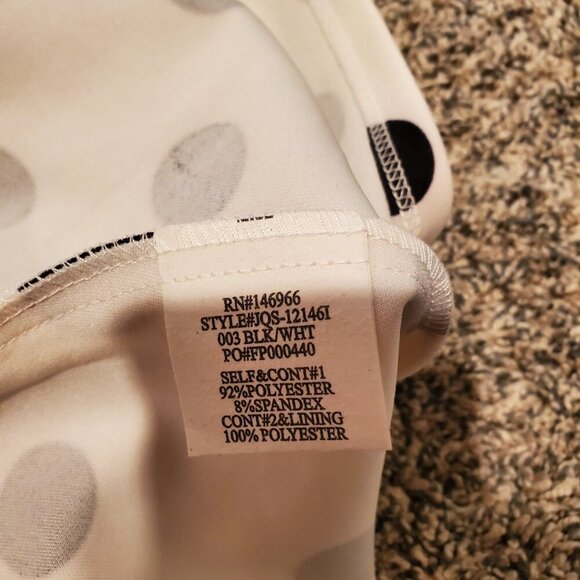 RN#146966
STYLE#JQS-12146I
003 BLK/WHT
PO#FP000440
SELF&CONT#1
92%POLYESTER
8%SPANDEX
CONT#2&LINING
100%POLYESTER